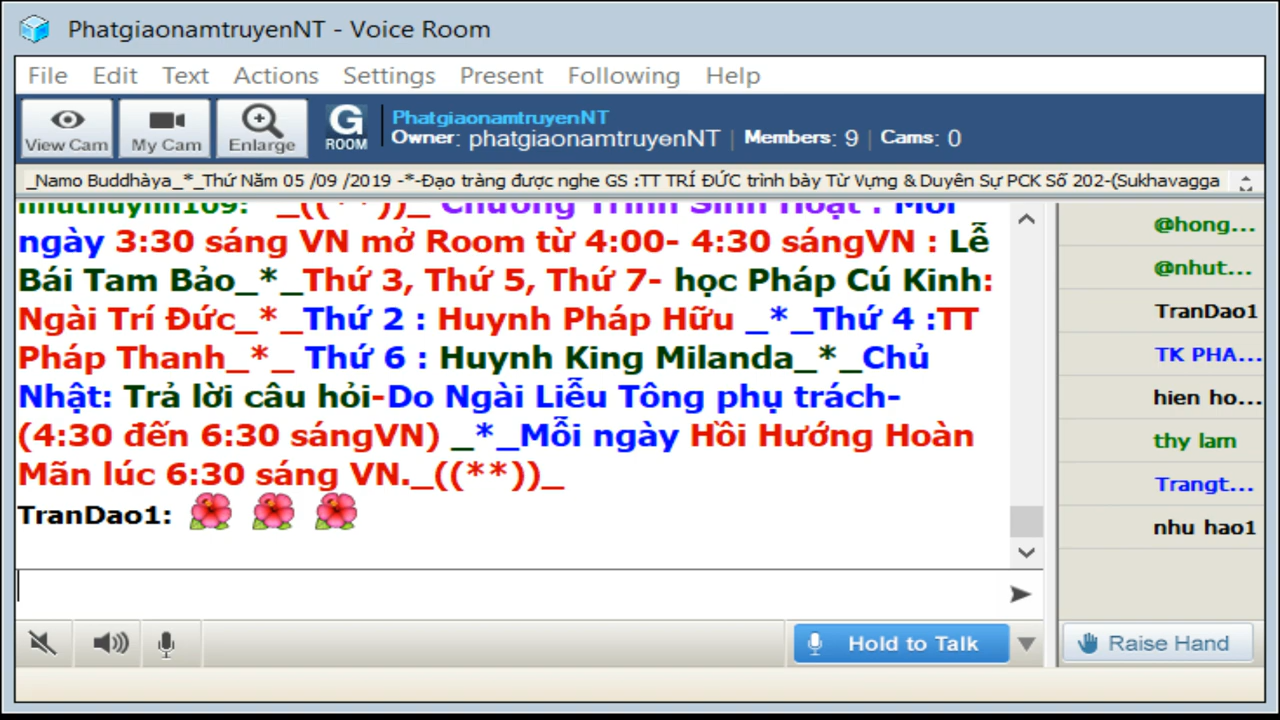 PhatgiaonamtruyenNT - Voice Room
File Edit Text Actions Settings Present Following Help
View Cam My Cam Enlarge G ROOM
PhatgiaonamtruyenNT
Owner: phatgiaonamtruyenNT | Members: 9 | Cams: 0
_Namo Buddhàya_*_Thứ Năm 05 /09 /2019 -*-Đạo tràng được nghe GS :TT TRÍ ĐỨC trình bày Từ Vựng & Duyên Sự PCK Số 202-(Sukhavagga
nhuthuynh109: _((**))_ Chương Trình Sinh Hoạt : Mỗi
ngày 3:30 sáng VN mở Room từ 4:00- 4:30 sángVN : Lễ
Bái Tam Bảo_*_Thứ 3, Thứ 5, Thứ 7- học Pháp Cú Kinh:
Ngài Trí Đức_*_Thứ 2 : Huynh Pháp Hữu _*_Thứ 4 :TT
Pháp Thanh_*_ Thứ 6 : Huynh King Milanda_*_Chủ
Nhật: Trả lời câu hỏi-Do Ngài Liễu Tông phụ trách-
(4:30 đến 6:30 sángVN) _*_Mỗi ngày Hồi Hướng Hoàn
Mãn lúc 6:30 sáng VN._((**))_
TranDao1:
@hong...
@nhut...
TranDao1
TK PHA...
hien ho...
thy lam
Trangt...
nhu hao1
Hold to Talk
Raise Hand